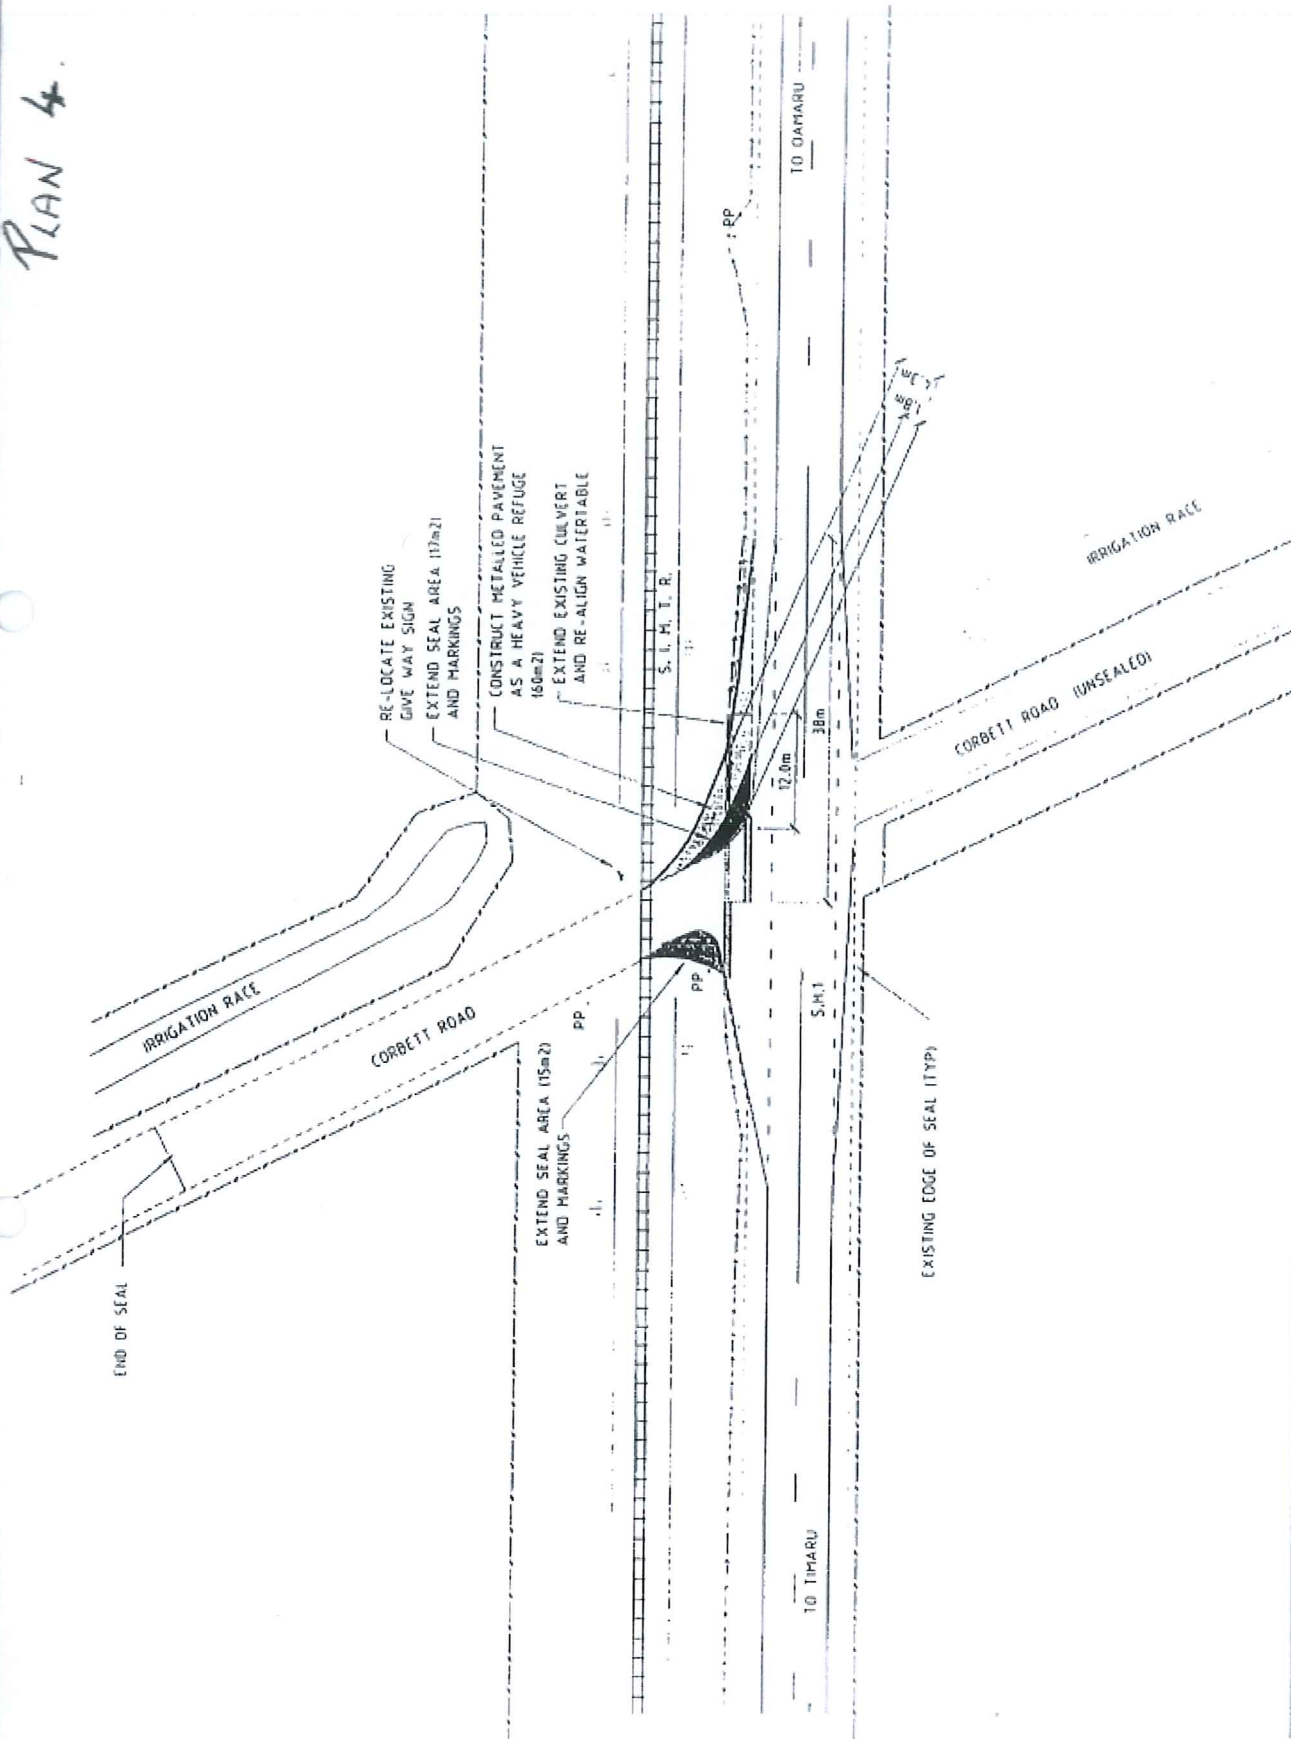 PLAN 4.
RE-LOCATE EXISTING
GIVE WAY SIGN
EXTEND SEAL AREA (17m2)
AND MARKINGS
CONSTRUCT METALLED PAVEMENT
AS A HEAVY VEHICLE REFUGE
160m2)
EXTEND EXISTING CULVERT
AND RE-ALIGN WATERTABLE
S. I. M. T. R.
TO OAMARU
PP
1.8m
IRRIGATION RACE
CORBETT ROAD (UNSEALED)
38m
12.0m
IRRIGATION RACE
CORBETT ROAD
PP
PP
S.H.1
END OF SEAL
EXTEND SEAL AREA (15m2)
AND MARKINGS
EXISTING EDGE OF SEAL (TYP)
TO TIMARU